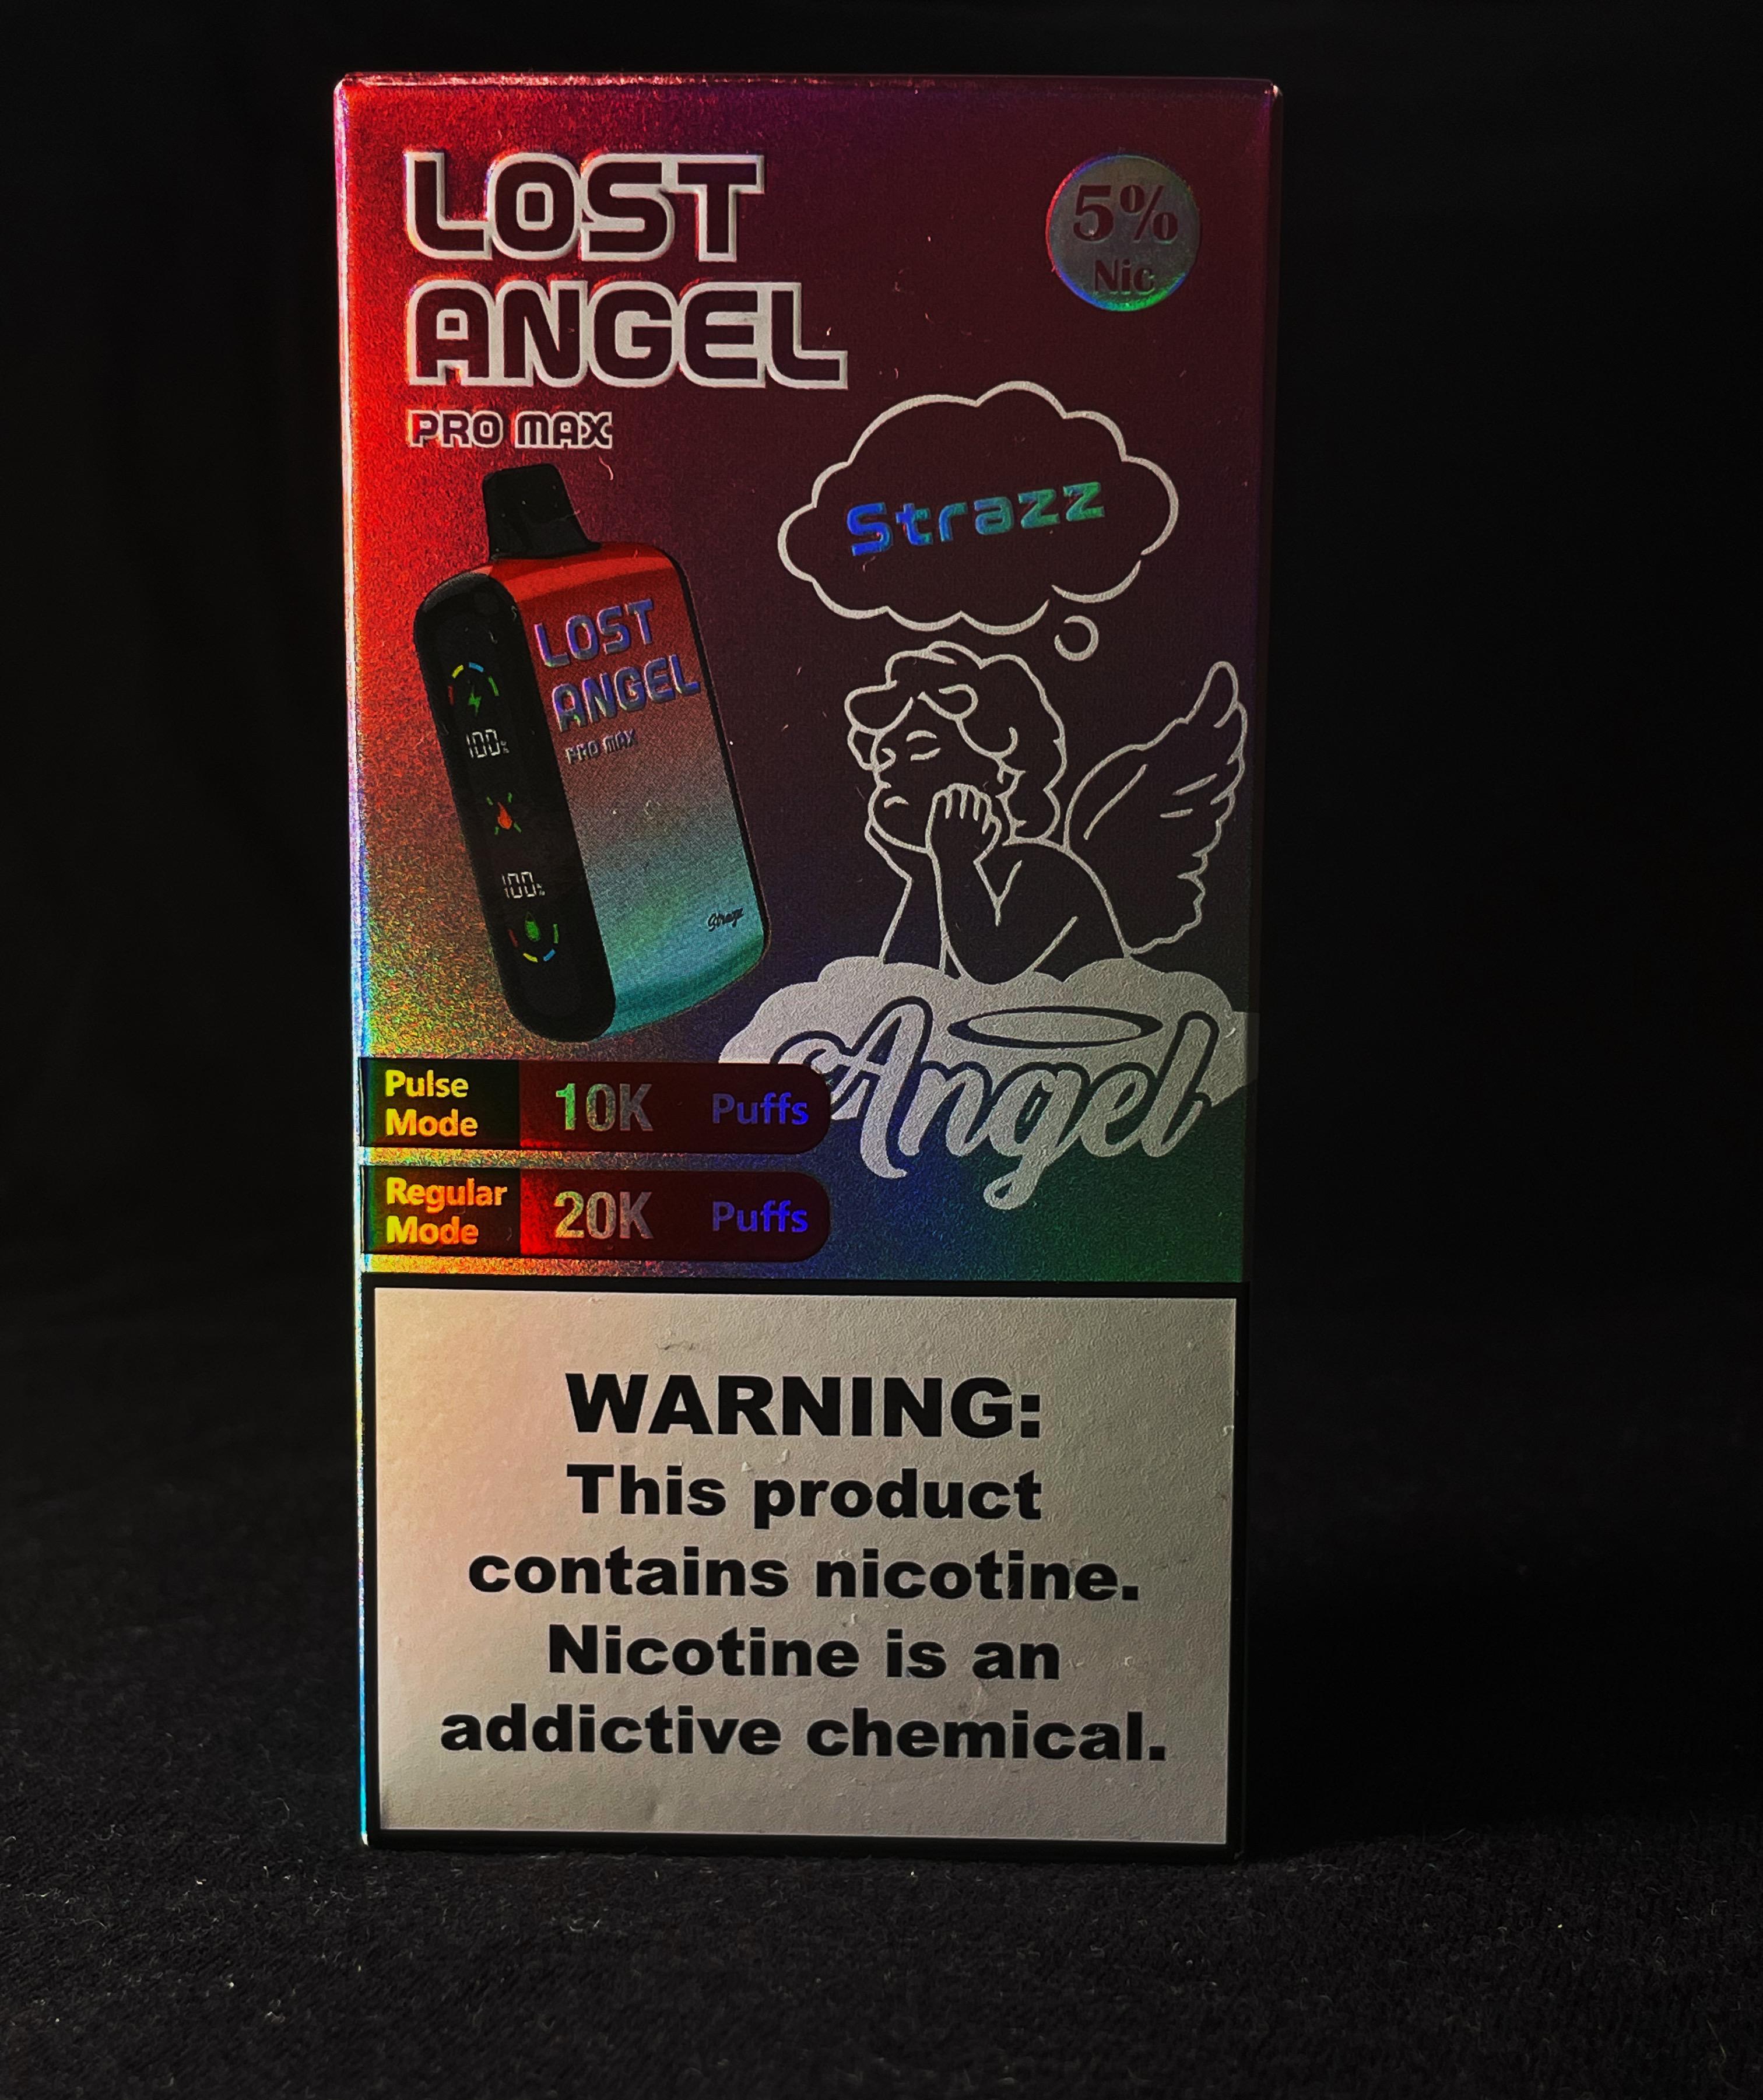 LOST
ANGEL
PRO MAX
5%
Nic
Strazz
LOST
ANGEL
PRO MAX
100%
100%
Strazz
Angel
Pulse
Mode
10K Puffs
Regular
Mode
20K Puffs
WARNING:
This product
contains nicotine.
Nicotine is an
addictive chemical.